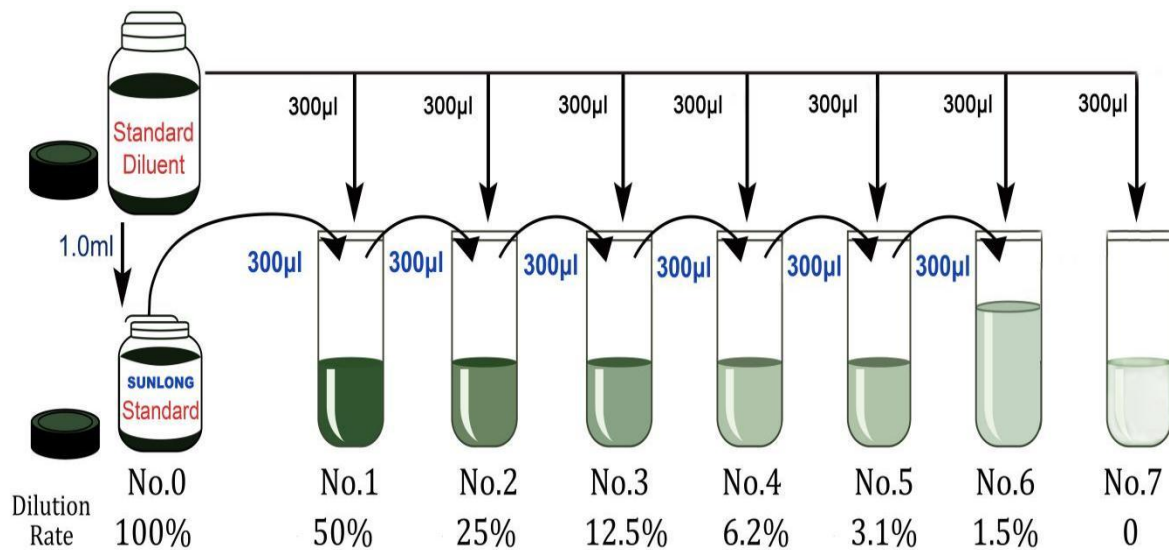 300µl 300µl 300µl 300µl 300µl 300µl 300µl
Standard
Diluent
1.0ml
300µl 300µl 300µl 300µl 300µl 300µl
SUNLONG
Standard
No.0 No.1 No.2 No.3 No.4 No.5 No.6 No.7
Dilution
Rate 100% 50% 25% 12.5% 6.2% 3.1% 1.5% 0